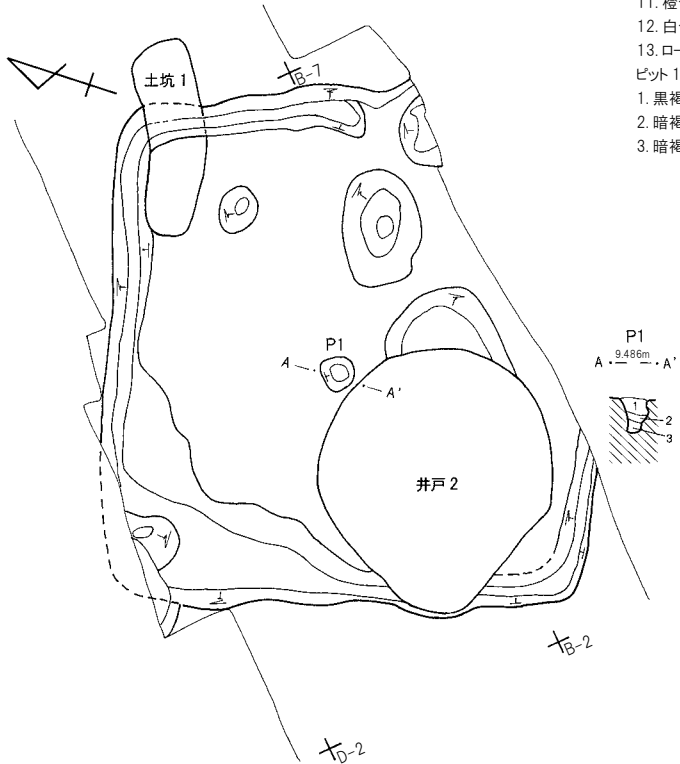 11. 橙
12. 白
13. ロー
ピット 1
1. 黒褐
2. 暗褐
3. 暗褐
土坑 1
B-7
P1
A
A'
P1
9.486m
A
A'
1
2
3
井戸 2
B-2
D-2